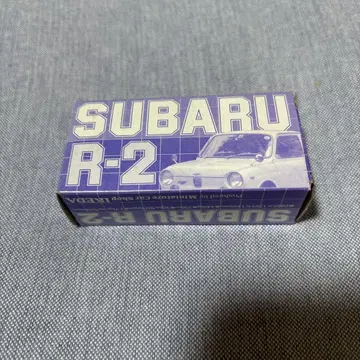 SUBARU
R-2
Produced by Miniature Car Shop IKEDA
SUBARU R-2